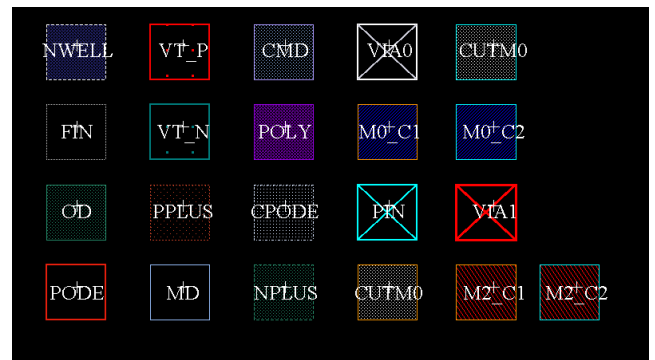 NWELL VT_P CMD VIA0 CUTM0
FIN VT_N POLY M0_C1 M0_C2
OD PPLUS CPODE PIN VIA1
PODE MD NPLUS CUTM0 M2_C1 M2_C2